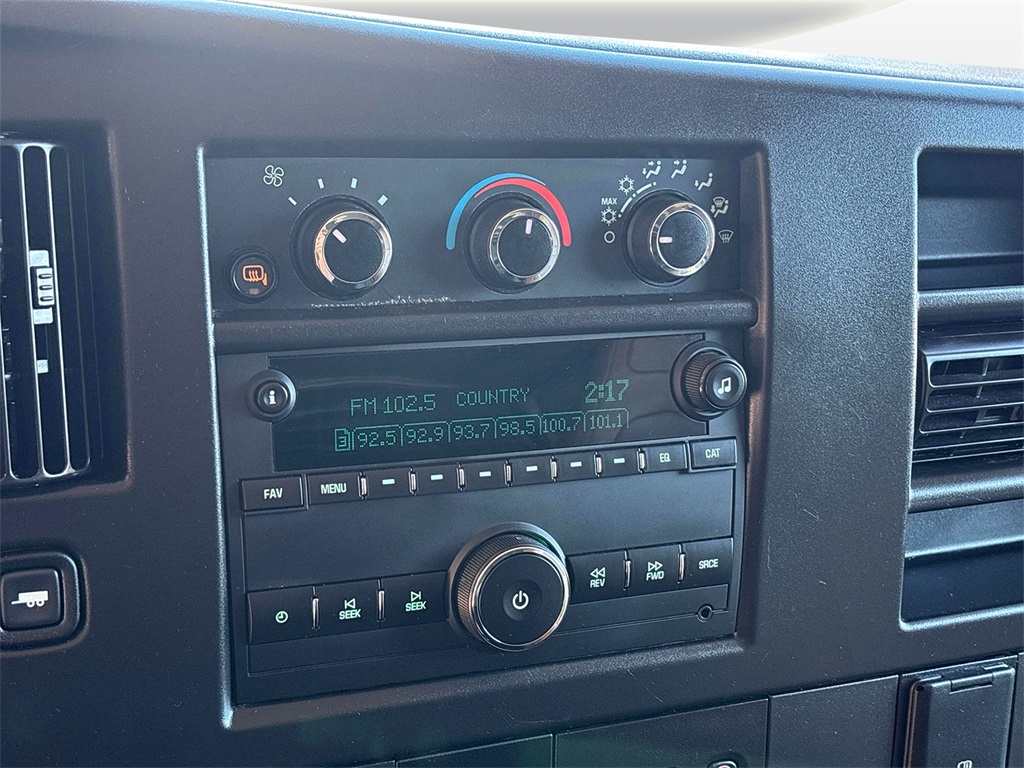 MAX
FM 102.5 COUNTRY 2:17
3 92.5 92.9 93.7 98.5 100.7 101.1
FAV MENU EQ CAT
SEEK SEEK REV FWD SRCE